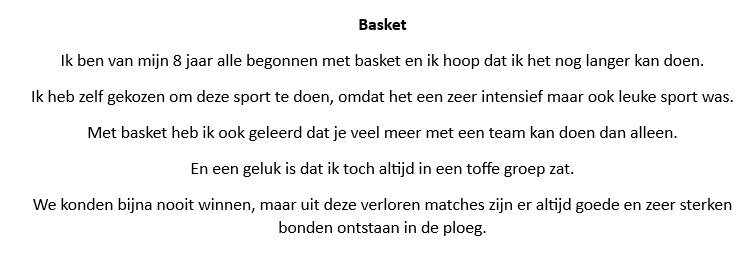 Basket
Ik ben van mijn 8 jaar alle begonnen met basket en ik hoop dat ik het nog langer kan doen.
Ik heb zelf gekozen om deze sport te doen, omdat het een zeer intensief maar ook leuke sport was.
Met basket heb ik ook geleerd dat je veel meer met een team kan doen dan alleen.
En een geluk is dat ik toch altijd in een toffe groep zat.
We konden bijna nooit winnen, maar uit deze verloren matches zijn er altijd goede en zeer sterken
bonden ontstaan in de ploeg.